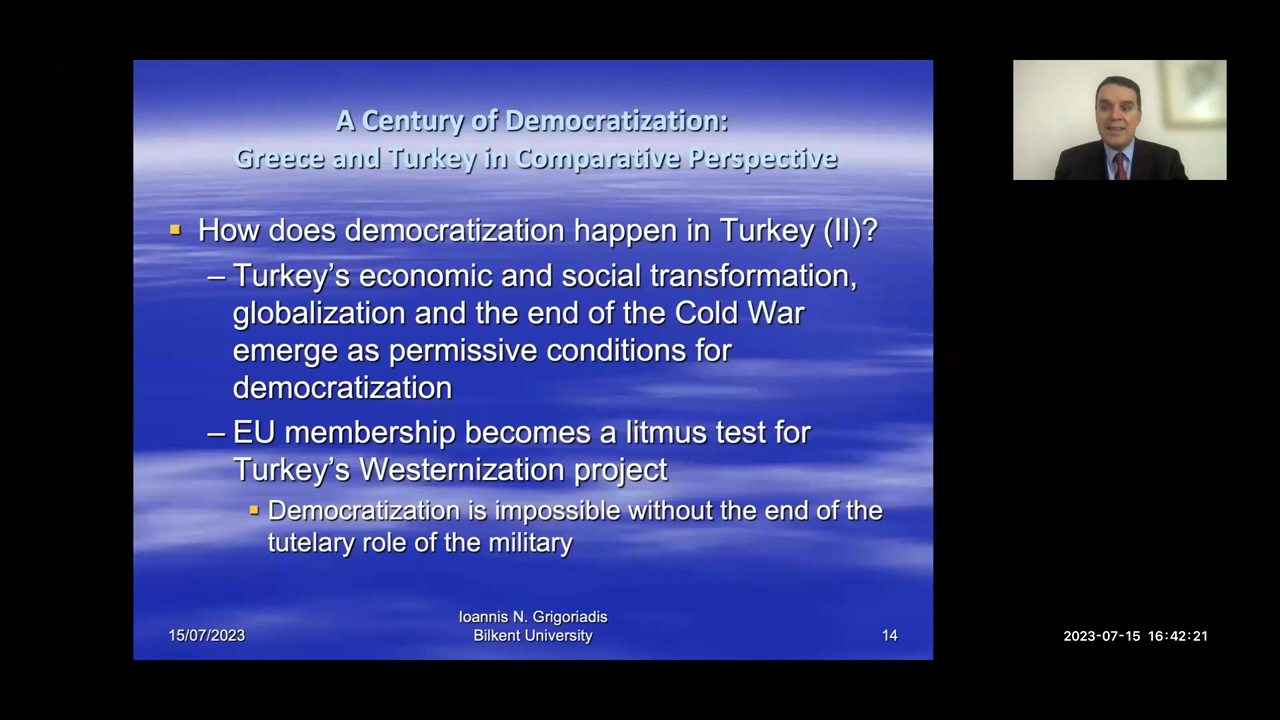 A Century of Democratization:
Greece and Turkey in Comparative Perspective
▪ How does democratization happen in Turkey (II)?
– Turkey’s economic and social transformation,
globalization and the end of the Cold War
emerge as permissive conditions for
democratization
– EU membership becomes a litmus test for
Turkey’s Westernization project
▪ Democratization is impossible without the end of the
tutelary role of the military
15/07/2023
Ioannis N. Grigoriadis
Bilkent University
14
2023-07-15 16:42:21